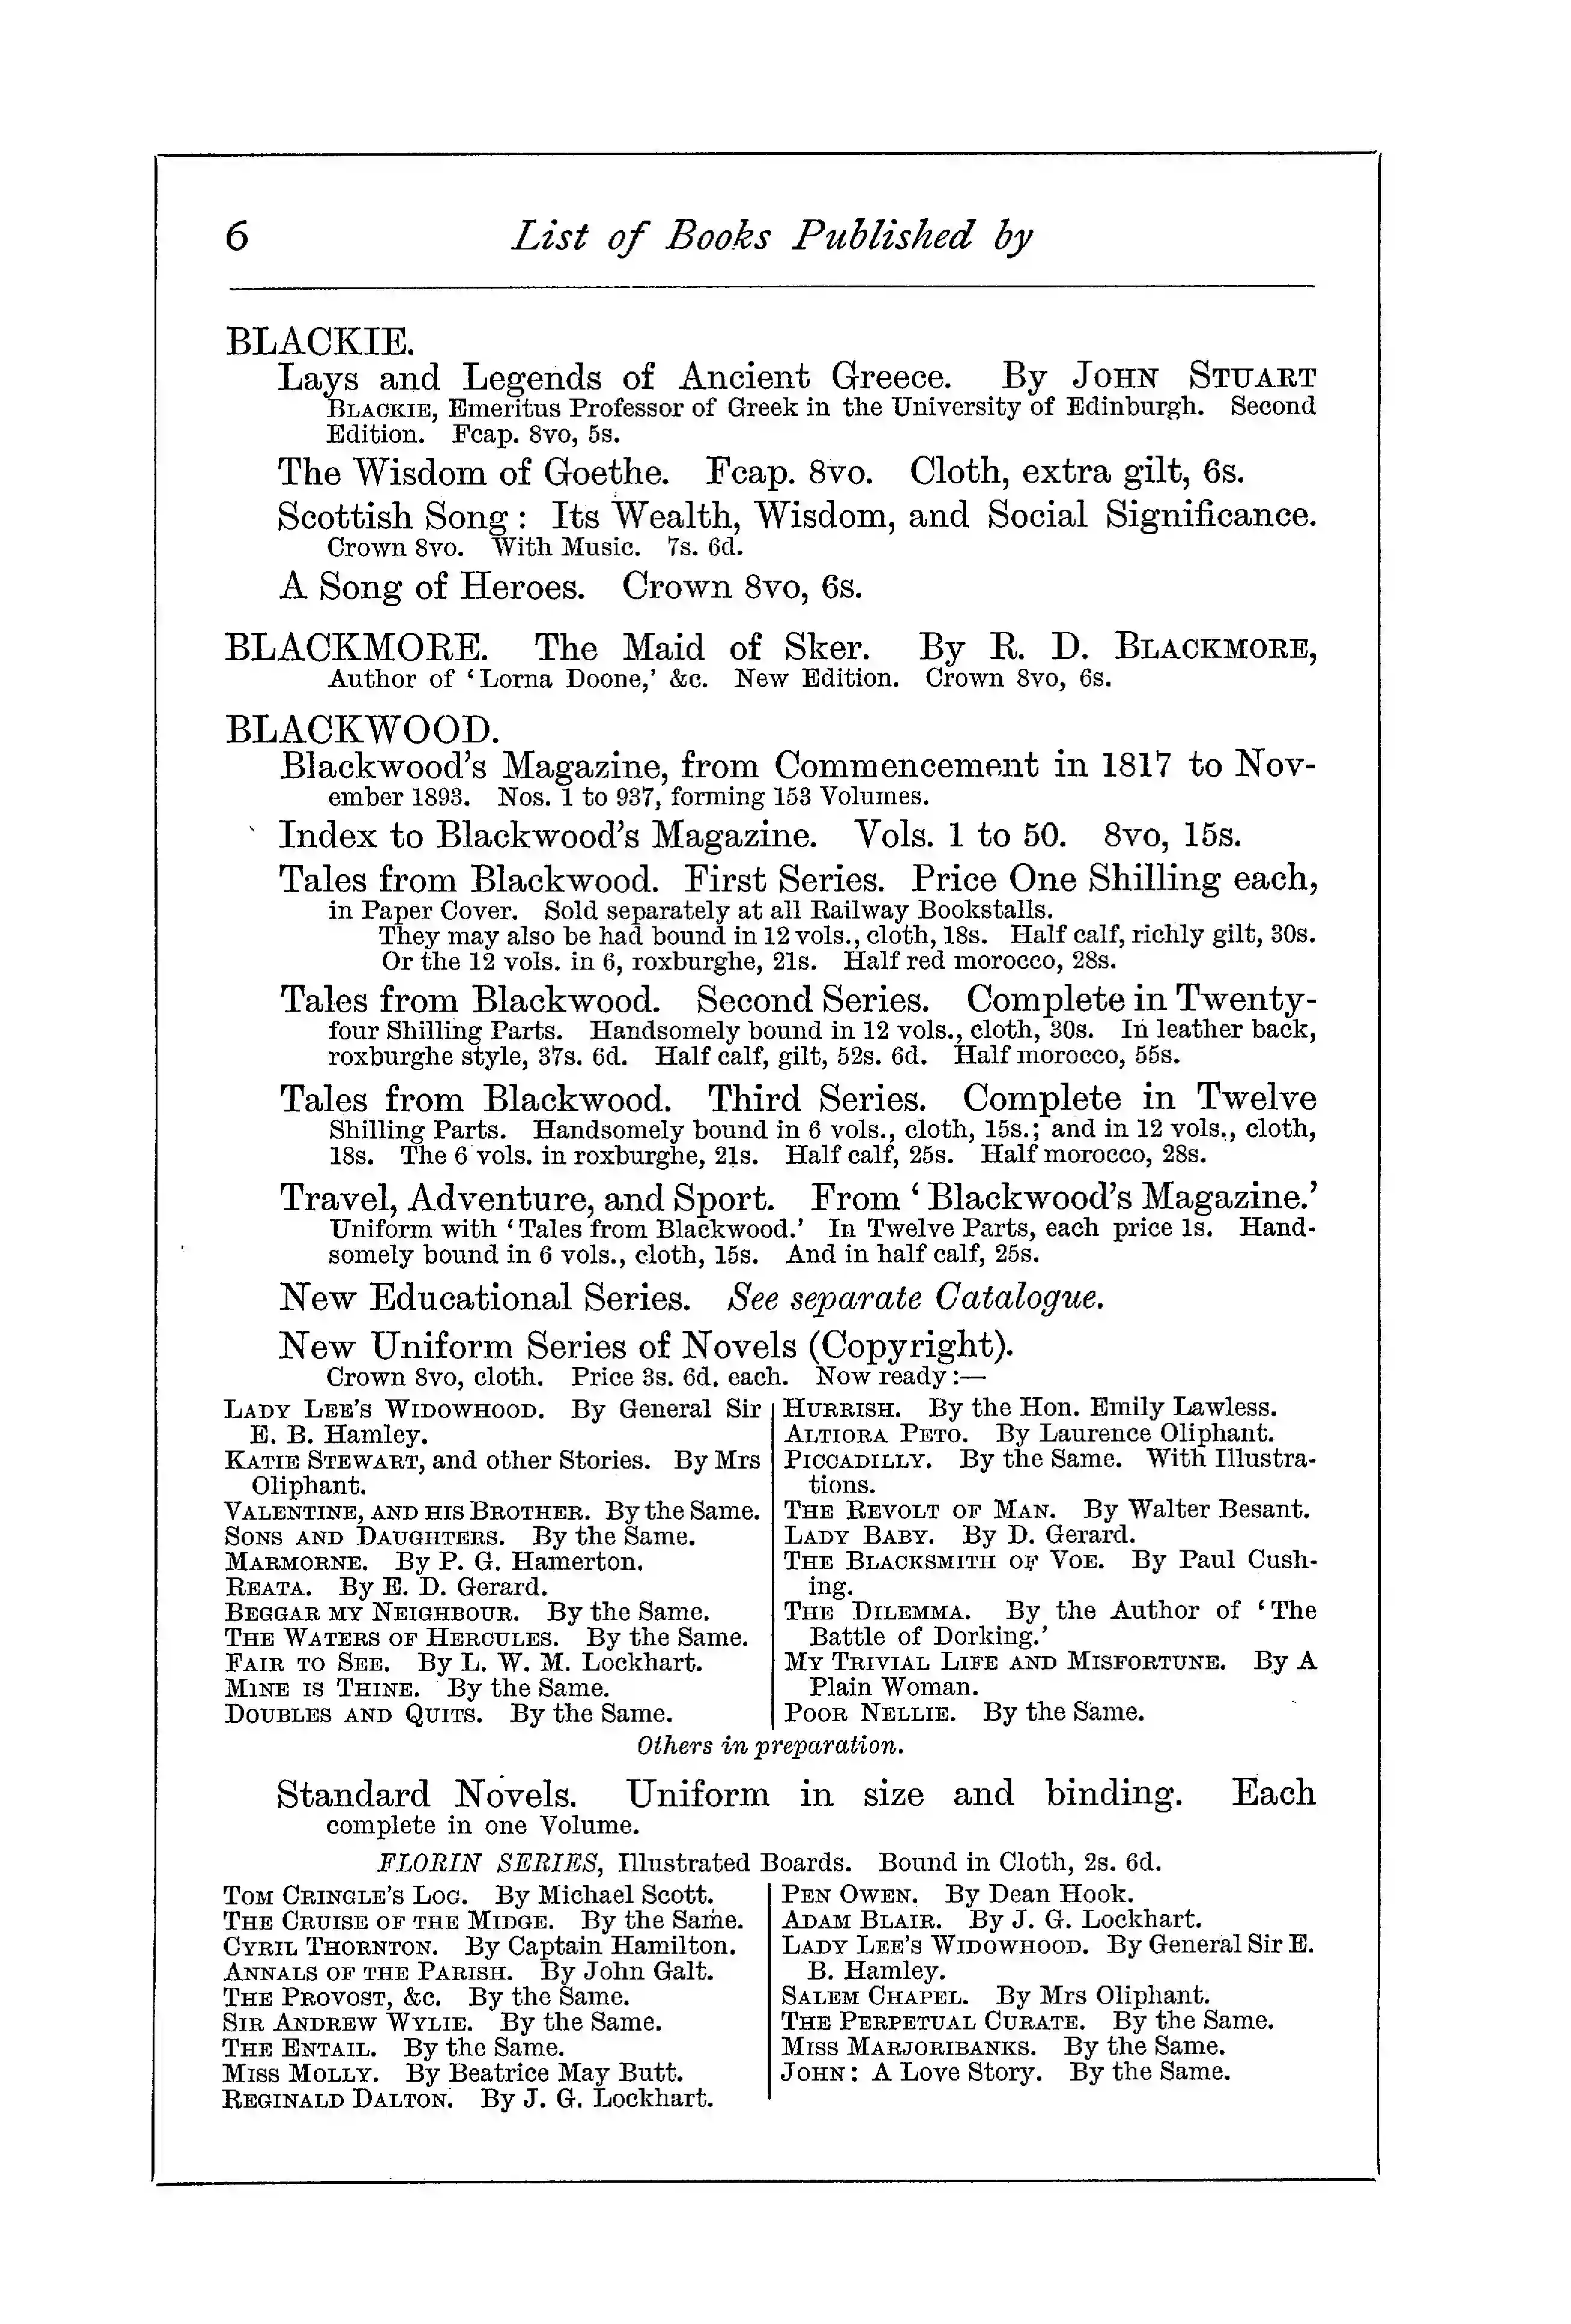 6 List of Books Published by
BLACKIE.
Lays and Legends of Ancient Greece. By JOHN STUART
BLACKIE, Emeritus Professor of Greek in the University of Edinburgh. Second
Edition. Fcap. 8vo, 5s.
The Wisdom of Goethe. Fcap. 8vo. Cloth, extra gilt, 6s.
Scottish Song: Its Wealth, Wisdom, and Social Significance.
Crown 8vo. With Music. 7s. 6d.
A Song of Heroes. Crown 8vo, 6s.
BLACKMORE. The Maid of Sker. By R. D. BLACKMORE,
Author of ‘Lorna Doone,’ &c. New Edition. Crown 8vo, 6s.
BLACKWOOD.
Blackwood’s Magazine, from Commencement in 1817 to Nov-
ember 1893. Nos. 1 to 937, forming 153 Volumes.
Index to Blackwood’s Magazine. Vols. 1 to 50. 8vo, 15s.
Tales from Blackwood. First Series. Price One Shilling each,
in Paper Cover. Sold separately at all Railway Bookstalls.
They may also be had bound in 12 vols., cloth, 18s. Half calf, richly gilt, 30s.
Or the 12 vols. in 6, roxburghe, 21s. Half red morocco, 28s.
Tales from Blackwood. Second Series. Complete in Twenty-
four Shilling Parts. Handsomely bound in 12 vols., cloth, 30s. In leather back,
roxburghe style, 37s. 6d. Half calf, gilt, 52s. 6d. Half morocco, 55s.
Tales from Blackwood. Third Series. Complete in Twelve
Shilling Parts. Handsomely bound in 6 vols., cloth, 15s.; and in 12 vols., cloth,
18s. The 6 vols. in roxburghe, 21s. Half calf, 25s. Half morocco, 28s.
Travel, Adventure, and Sport. From ‘Blackwood’s Magazine.’
Uniform with ‘Tales from Blackwood.’ In Twelve Parts, each price 1s. Hand-
somely bound in 6 vols., cloth, 15s. And in half calf, 25s.
New Educational Series. See separate Catalogue.
New Uniform Series of Novels (Copyright).
Crown 8vo, cloth. Price 3s. 6d. each. Now ready:—
LADY LEE’S WIDOWHOOD. By General Sir
E. B. Hamley.
KATIE STEWART, and other Stories. By Mrs
Oliphant.
VALENTINE, AND HIS BROTHER. By the Same.
SONS AND DAUGHTERS. By the Same.
MARMORNE. By P. G. Hamerton.
REATA. By E. D. Gerard.
BEGGAR MY NEIGHBOUR. By the Same.
THE WATERS OF HERCULES. By the Same.
FAIR TO SEE. By L. W. M. Lockhart.
MINE IS THINE. By the Same.
DOUBLES AND QUITS. By the Same.
HURRISH. By the Hon. Emily Lawless.
ALTIORA PETO. By Laurence Oliphant.
PICCADILLY. By the Same. With Illustra-
tions.
THE REVOLT OF MAN. By Walter Besant.
LADY BABY. By D. Gerard.
THE BLACKSMITH OF VOE. By Paul Cush-
ing.
THE DILEMMA. By the Author of ‘The
Battle of Dorking.’
MY TRIVIAL LIFE AND MISFORTUNE. By A
Plain Woman.
POOR NELLIE. By the Same.
Others in preparation.
Standard Novels. Uniform in size and binding. Each
complete in one Volume.
FLORIN SERIES, Illustrated Boards. Bound in Cloth, 2s. 6d.
TOM CRINGLE’S LOG. By Michael Scott.
THE CRUISE OF THE MIDGE. By the Same.
CYRIL THORNTON. By Captain Hamilton.
ANNALS OF THE PARISH. By John Galt.
THE PROVOST, &C. By the Same.
SIR ANDREW WYLIE. By the Same.
THE ENTAIL. By the Same.
MISS MOLLY. By Beatrice May Butt.
REGINALD DALTON. By J. G. Lockhart.
PEN OWEN. By Dean Hook.
ADAM BLAIR. By J. G. Lockhart.
LADY LEE’S WIDOWHOOD. By General Sir E.
B. Hamley.
SALEM CHAPEL. By Mrs Oliphant.
THE PERPETUAL CURATE. By the Same.
MISS MARJORIBANKS. By the Same.
JOHN: A Love Story. By the Same.